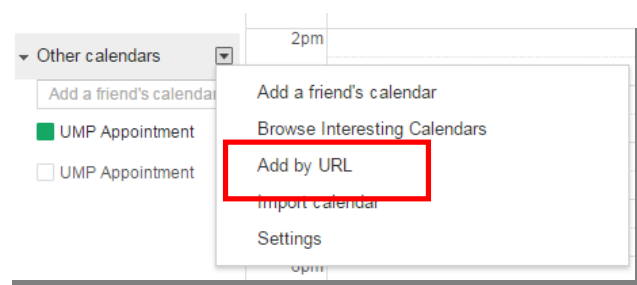 2pm
Other calendars
Add a friend's calendar
Add a friend's calendar
Browse Interesting Calendars
UMP Appointment
Add by URL
UMP Appointment
Import calendar
Settings
6pm